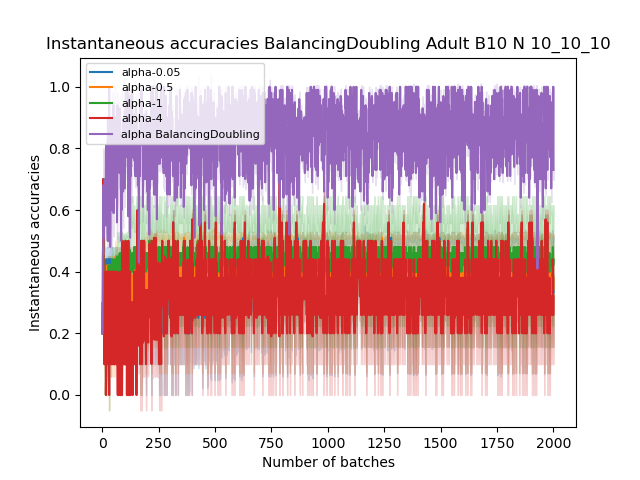 Instantaneous accuracies BalancingDoubling Adult B10 N 10_10_10
alpha-0.05
alpha-0.5
alpha-1
alpha-4
alpha BalancingDoubling
1.0
0.8
0.6
0.4
0.2
0.0
Instantaneous accuracies
0 250 500 750 1000 1250 1500 1750 2000
Number of batches